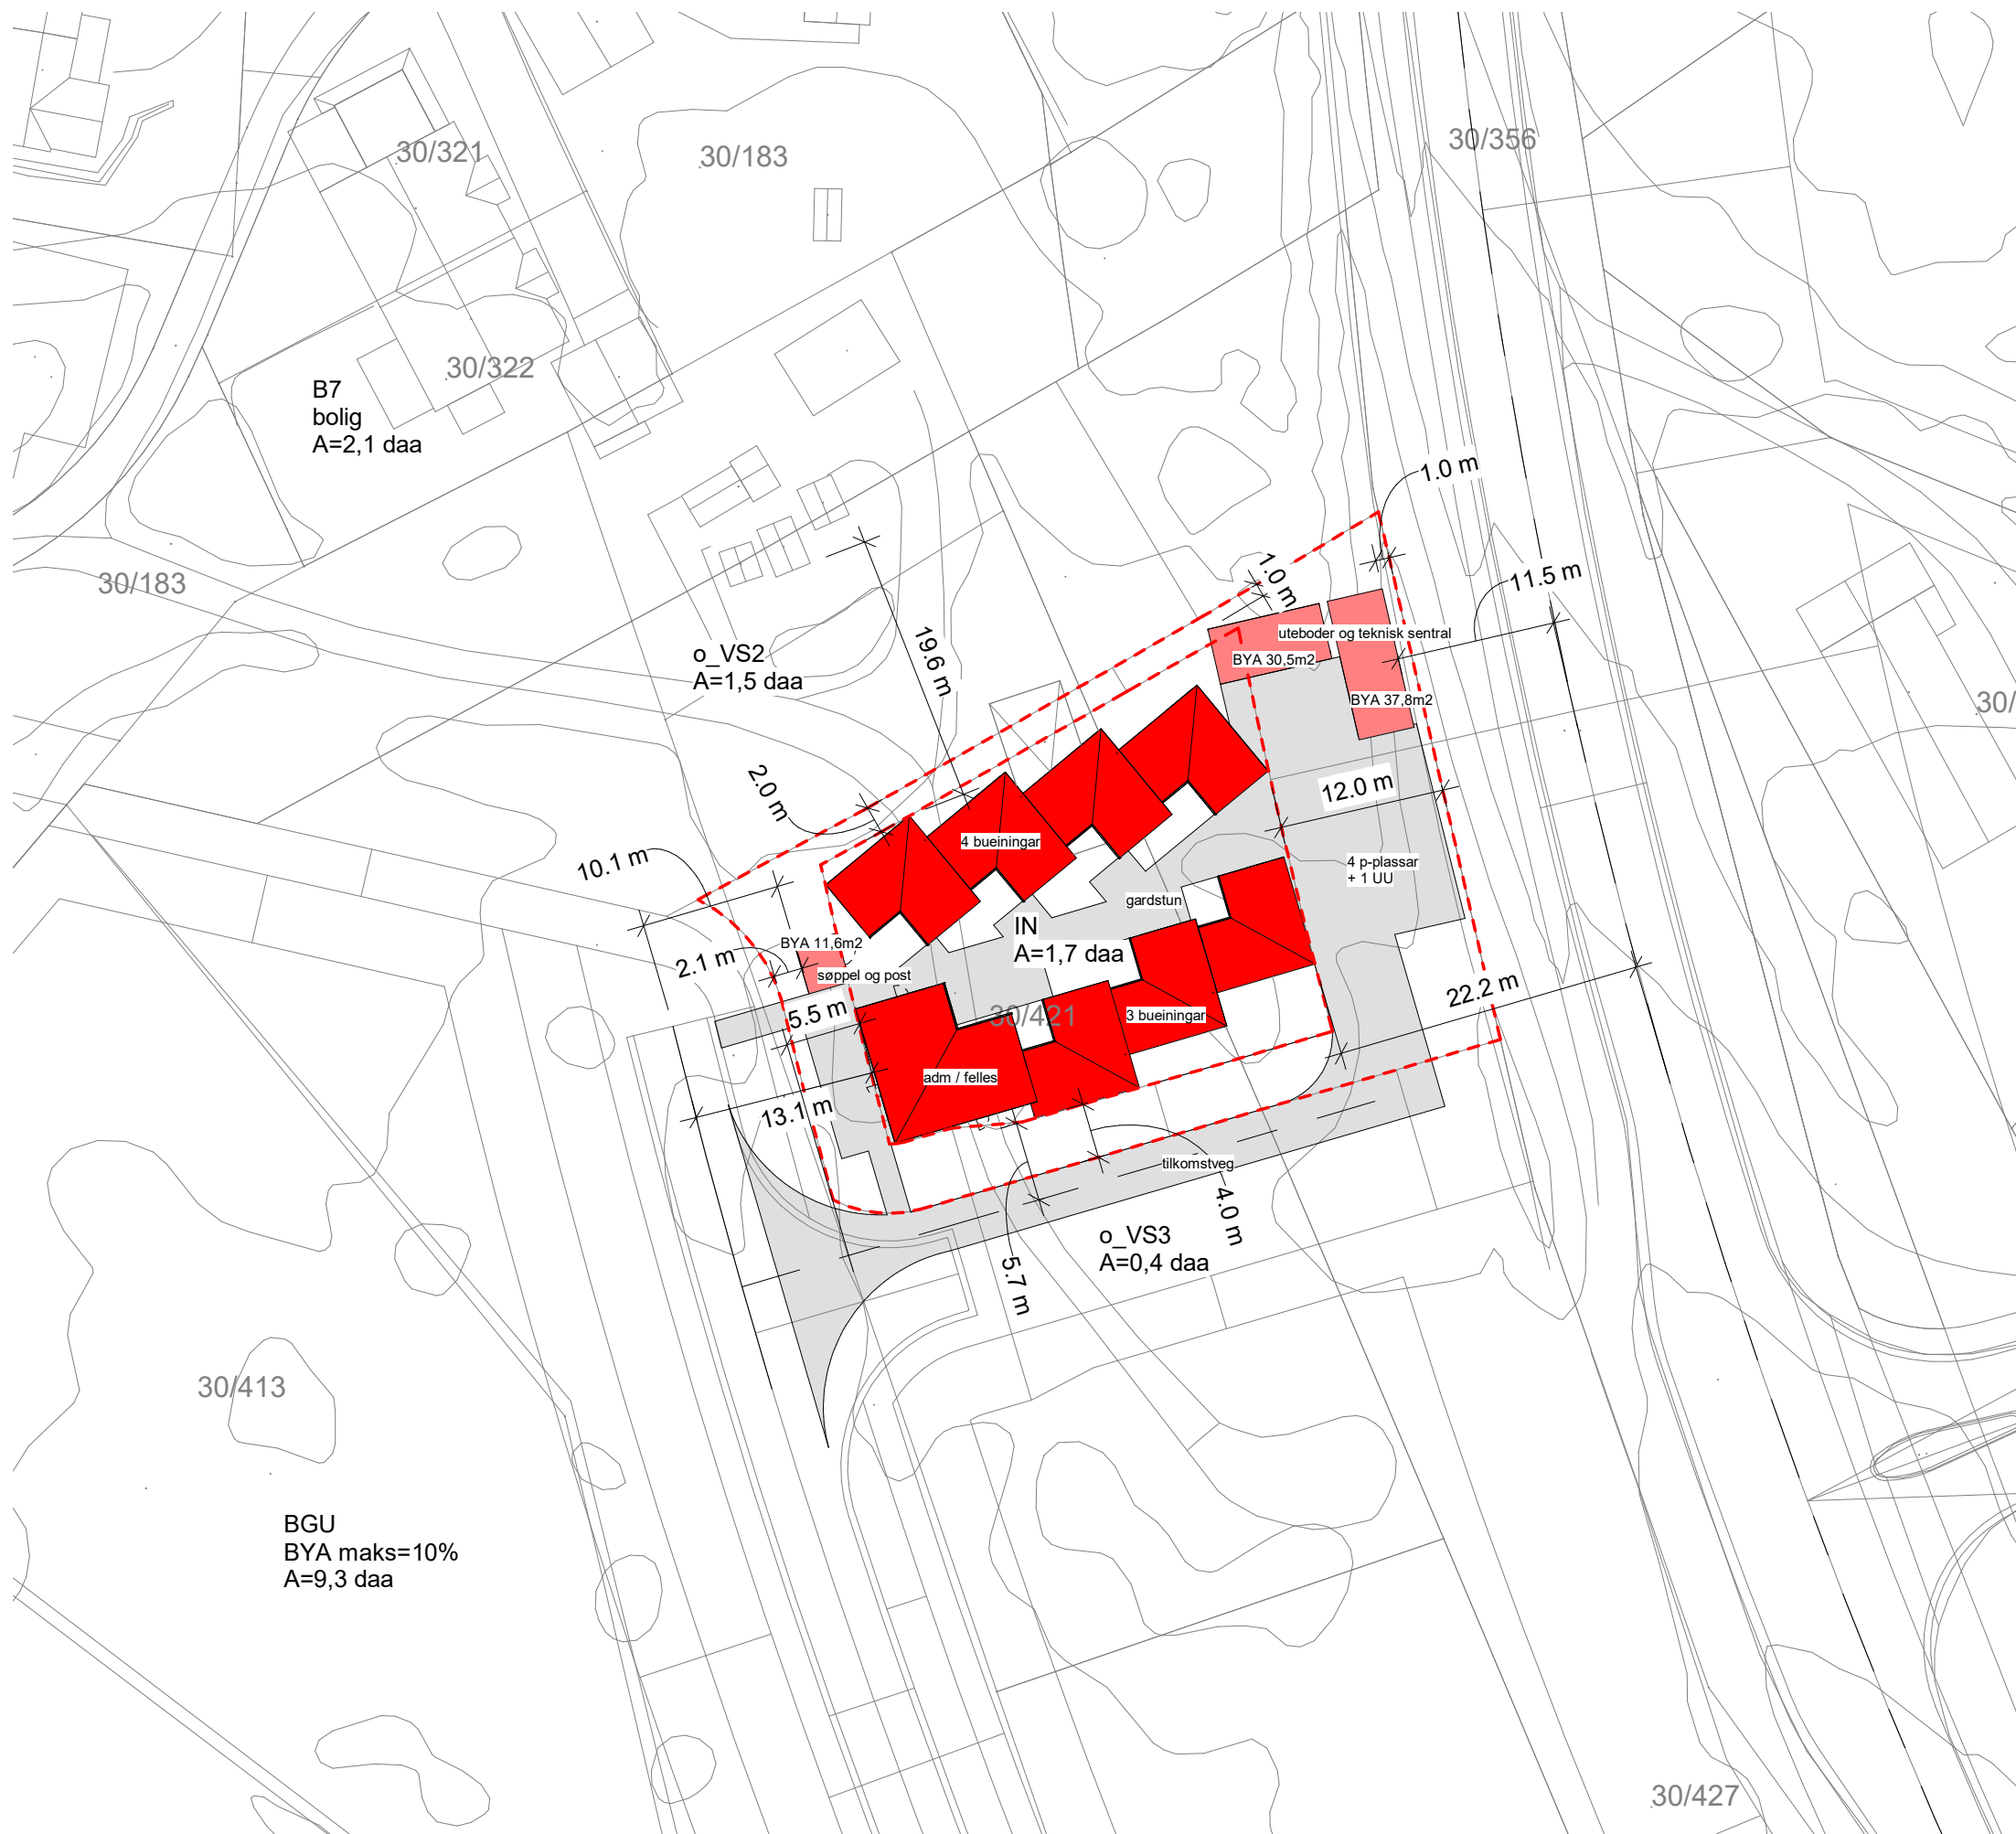 30/321
30/183
30/356
30/322
B7
bolig
A=2,1 daa
1.0 m
30/183
1.0 m
11.5 m
o_VS2
A=1,5 daa
19.6 m
uteboder og teknisk sentral
BYA 30,5m2
BYA 37,8m2
30/
2.0 m
12.0 m
4 bueiningar
10.1 m
4 p-plassar
+ 1 UU
gardstun
IN
A=1,7 daa
BYA 11,6m2
2.1 m
søppel og post
22.2 m
5.5 m
30/421
3 bueiningar
adm / felles
13.1 m
tilkomstveg
4.0 m
o_VS3
A=0,4 daa
5.7 m
30/413
BGU
BYA maks=10%
A=9,3 daa
30/427